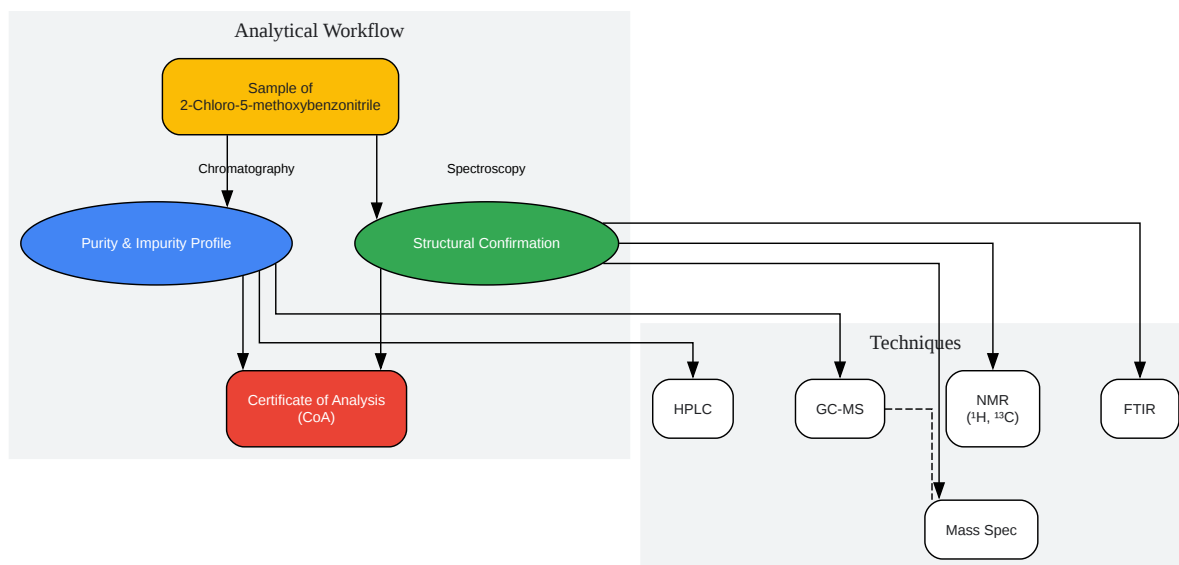 Analytical Workflow
Sample of
2-Chloro-5-methoxybenzonitrile
Chromatography
Spectroscopy
Purity & Impurity Profile
Structural Confirmation
Certificate of Analysis
(CoA)
Techniques
HPLC
GC-MS
NMR
(¹H, ¹³C)
FTIR
Mass Spec